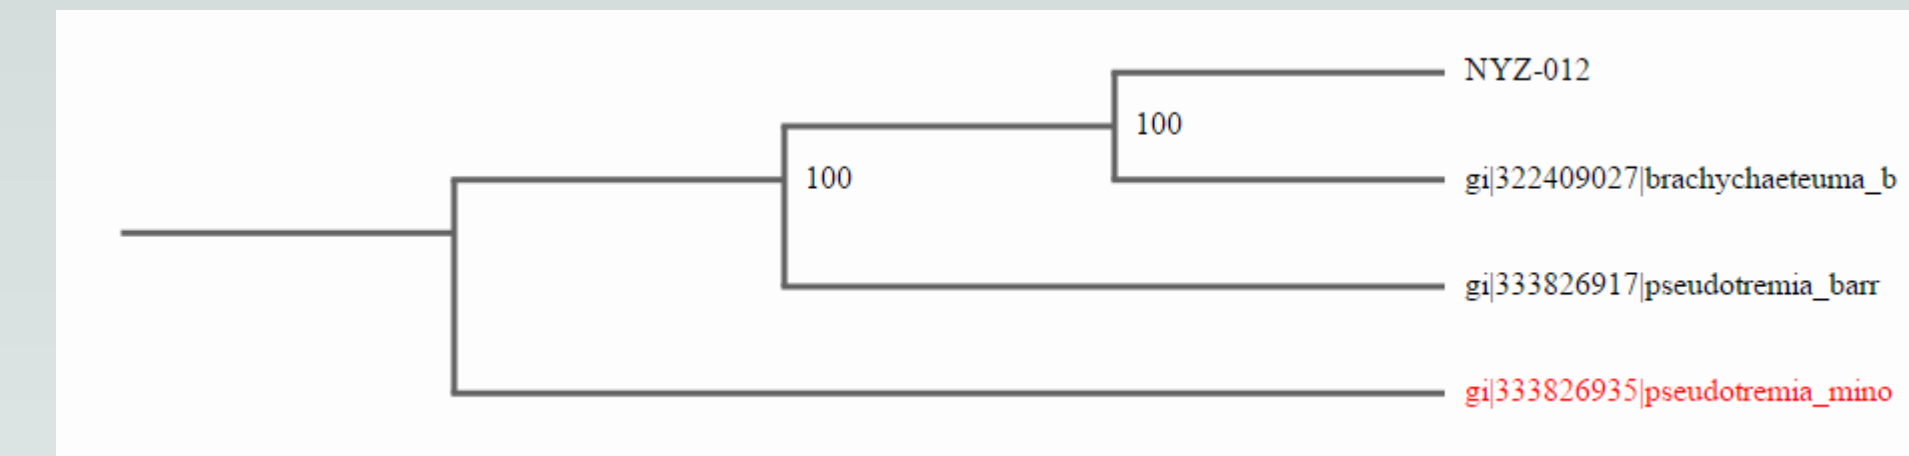 NYZ-012
100
gi|322409027|brachychaeteuma_b
100
gi|333826917|pseudotremia_barr
gi|333826935|pseudotremia_mino